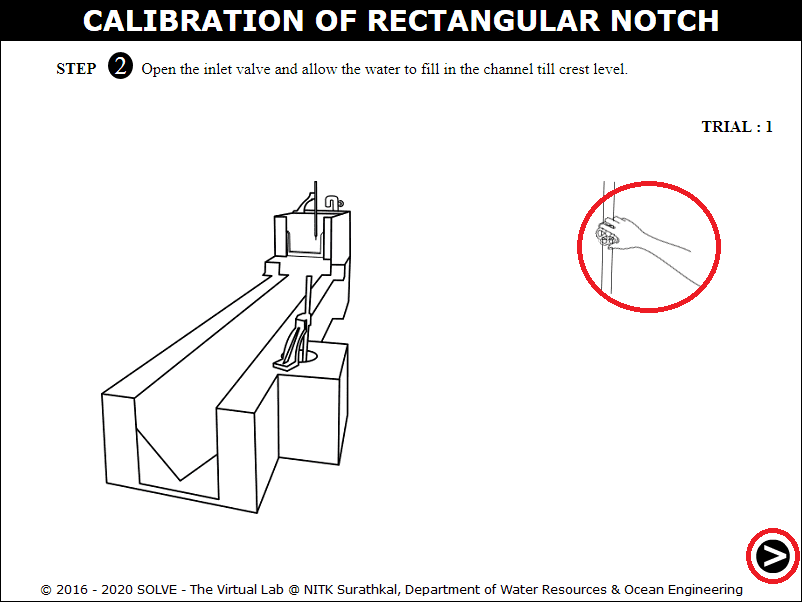 CALIBRATION OF RECTANGULAR NOTCH
STEP 2 Open the inlet valve and allow the water to fill in the channel till crest level.
TRIAL : 1
>
© 2016 - 2020 SOLVE - The Virtual Lab @ NITK Surathkal, Department of Water Resources & Ocean Engineering